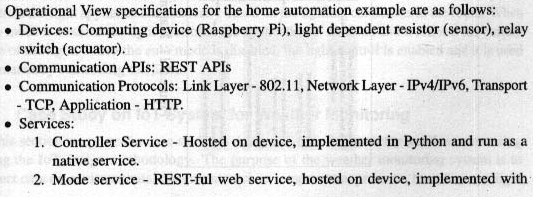 Operational View specifications for the home automation example are as follows:
• Devices: Computing device (Raspberry Pi), light dependent resistor (sensor), relay
switch (actuator).
• Communication APIs: REST APIs
• Communication Protocols: Link Layer - 802.11, Network Layer - IPv4/IPv6, Transport
- TCP, Application - HTTP.
• Services:
1. Controller Service - Hosted on device, implemented in Python and run as a
native service.
2. Mode service - REST-ful web service, hosted on device, implemented with